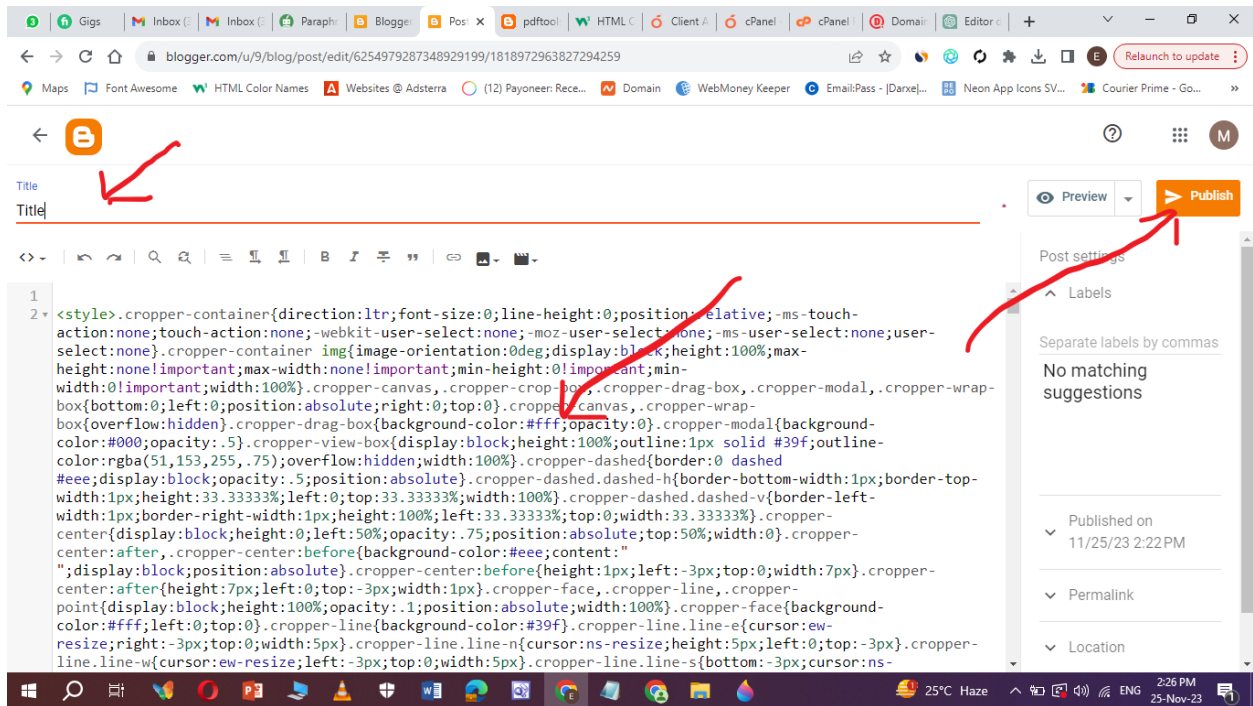 Gigs
Inbox (3
Inbox (3
Paraphr
Blogger
Post
pdftool
HTML C
Client A
cPanel -
cPanel
Domain
Editor c
blogger.com/u/9/blog/post/edit/6254979287348929199/1818972963827294259
E
Relaunch to update
Maps
Font Awesome
HTML Color Names
Websites @ Adsterra
(12) Payoneer: Rece...
Domain
WebMoney Keeper
Email:Pass - |Darxe|...
Neon App Icons SV...
Courier Prime - Go...
M
Title
Title
Preview
Publish
Post settings
Labels
Separate labels by commas
No matching
suggestions
Published on
11/25/23 2:22 PM
Permalink
Location
1
2 <style>.cropper-container{direction:ltr;font-size:0;line-height:0;position:relative;-ms-touch-
action:none;touch-action:none;-webkit-user-select:none;-moz-user-select:none;-ms-user-select:none;user-
select:none}.cropper-container img{image-orientation:0deg;display:block;height:100%;max-
height:none!important;max-width:none!important;min-height:0!important;min-
width:0!important;width:100%}.cropper-canvas,.cropper-crop-box,.cropper-drag-box,.cropper-modal,.cropper-wrap-
box{bottom:0;left:0;position:absolute;right:0;top:0}.cropper-canvas,.cropper-wrap-
box{overflow:hidden}.cropper-drag-box{background-color:#fff;opacity:0}.cropper-modal{background-
color:#000;opacity:.5}.cropper-view-box{display:block;height:100%;outline:1px solid #39f;outline-
color:rgba(51,153,255,.75);overflow:hidden;width:100%}.cropper-dashed{border:0 dashed
#eee;display:block;opacity:.5;position:absolute}.cropper-dashed.dashed-h{border-bottom-width:1px;border-top-
width:1px;height:33.33333%;left:0;top:33.33333%;width:100%}.cropper-dashed.dashed-v{border-left-
width:1px;border-right-width:1px;height:100%;left:33.33333%;top:0;width:33.33333%}.cropper-
center{display:block;height:0;left:50%;opacity:.75;position:absolute;top:50%;width:0}.cropper-
center:after,.cropper-center:before{background-color:#eee;content:"
";display:block;position:absolute}.cropper-center:before{height:1px;left:-3px;top:0;width:7px}.cropper-
center:after{height:7px;left:0;top:-3px;width:1px}.cropper-face,.cropper-line,.cropper-
point{display:block;height:100%;opacity:.1;position:absolute;width:100%}.cropper-face{background-
color:#fff;left:0;top:0}.cropper-line{background-color:#39f}.cropper-line.line-e{cursor:ew-
resize;right:-3px;top:0;width:5px}.cropper-line.line-n{cursor:ns-resize;height:5px;left:0;top:-3px}.cropper-
line.line-w{cursor:ew-resize;left:-3px;top:0;width:5px}.cropper-line.line-s{bottom:-3px;cursor:ns-
25°C Haze
ENG
2:26 PM
25-Nov-23